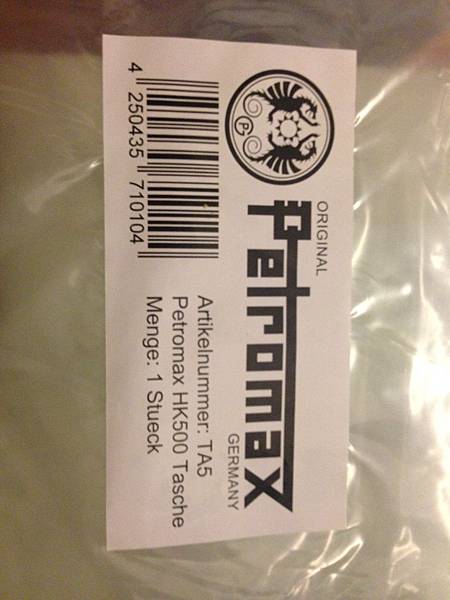 ORIGINAL
Petromax
GERMANY
4 250435 710104
Artikelnummer: TA5
Petromax HK500 Tasche
Menge: 1 Stueck